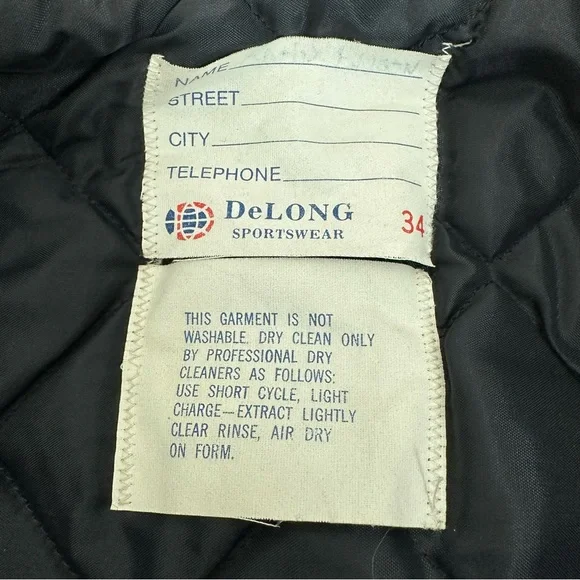 NAME
STREET
CITY
TELEPHONE
DeLONG
SPORTSWEAR
34
THIS GARMENT IS NOT
WASHABLE. DRY CLEAN ONLY
BY PROFESSIONAL DRY
CLEANERS AS FOLLOWS:
USE SHORT CYCLE, LIGHT
CHARGE—EXTRACT LIGHTLY
CLEAR RINSE, AIR DRY
ON FORM.